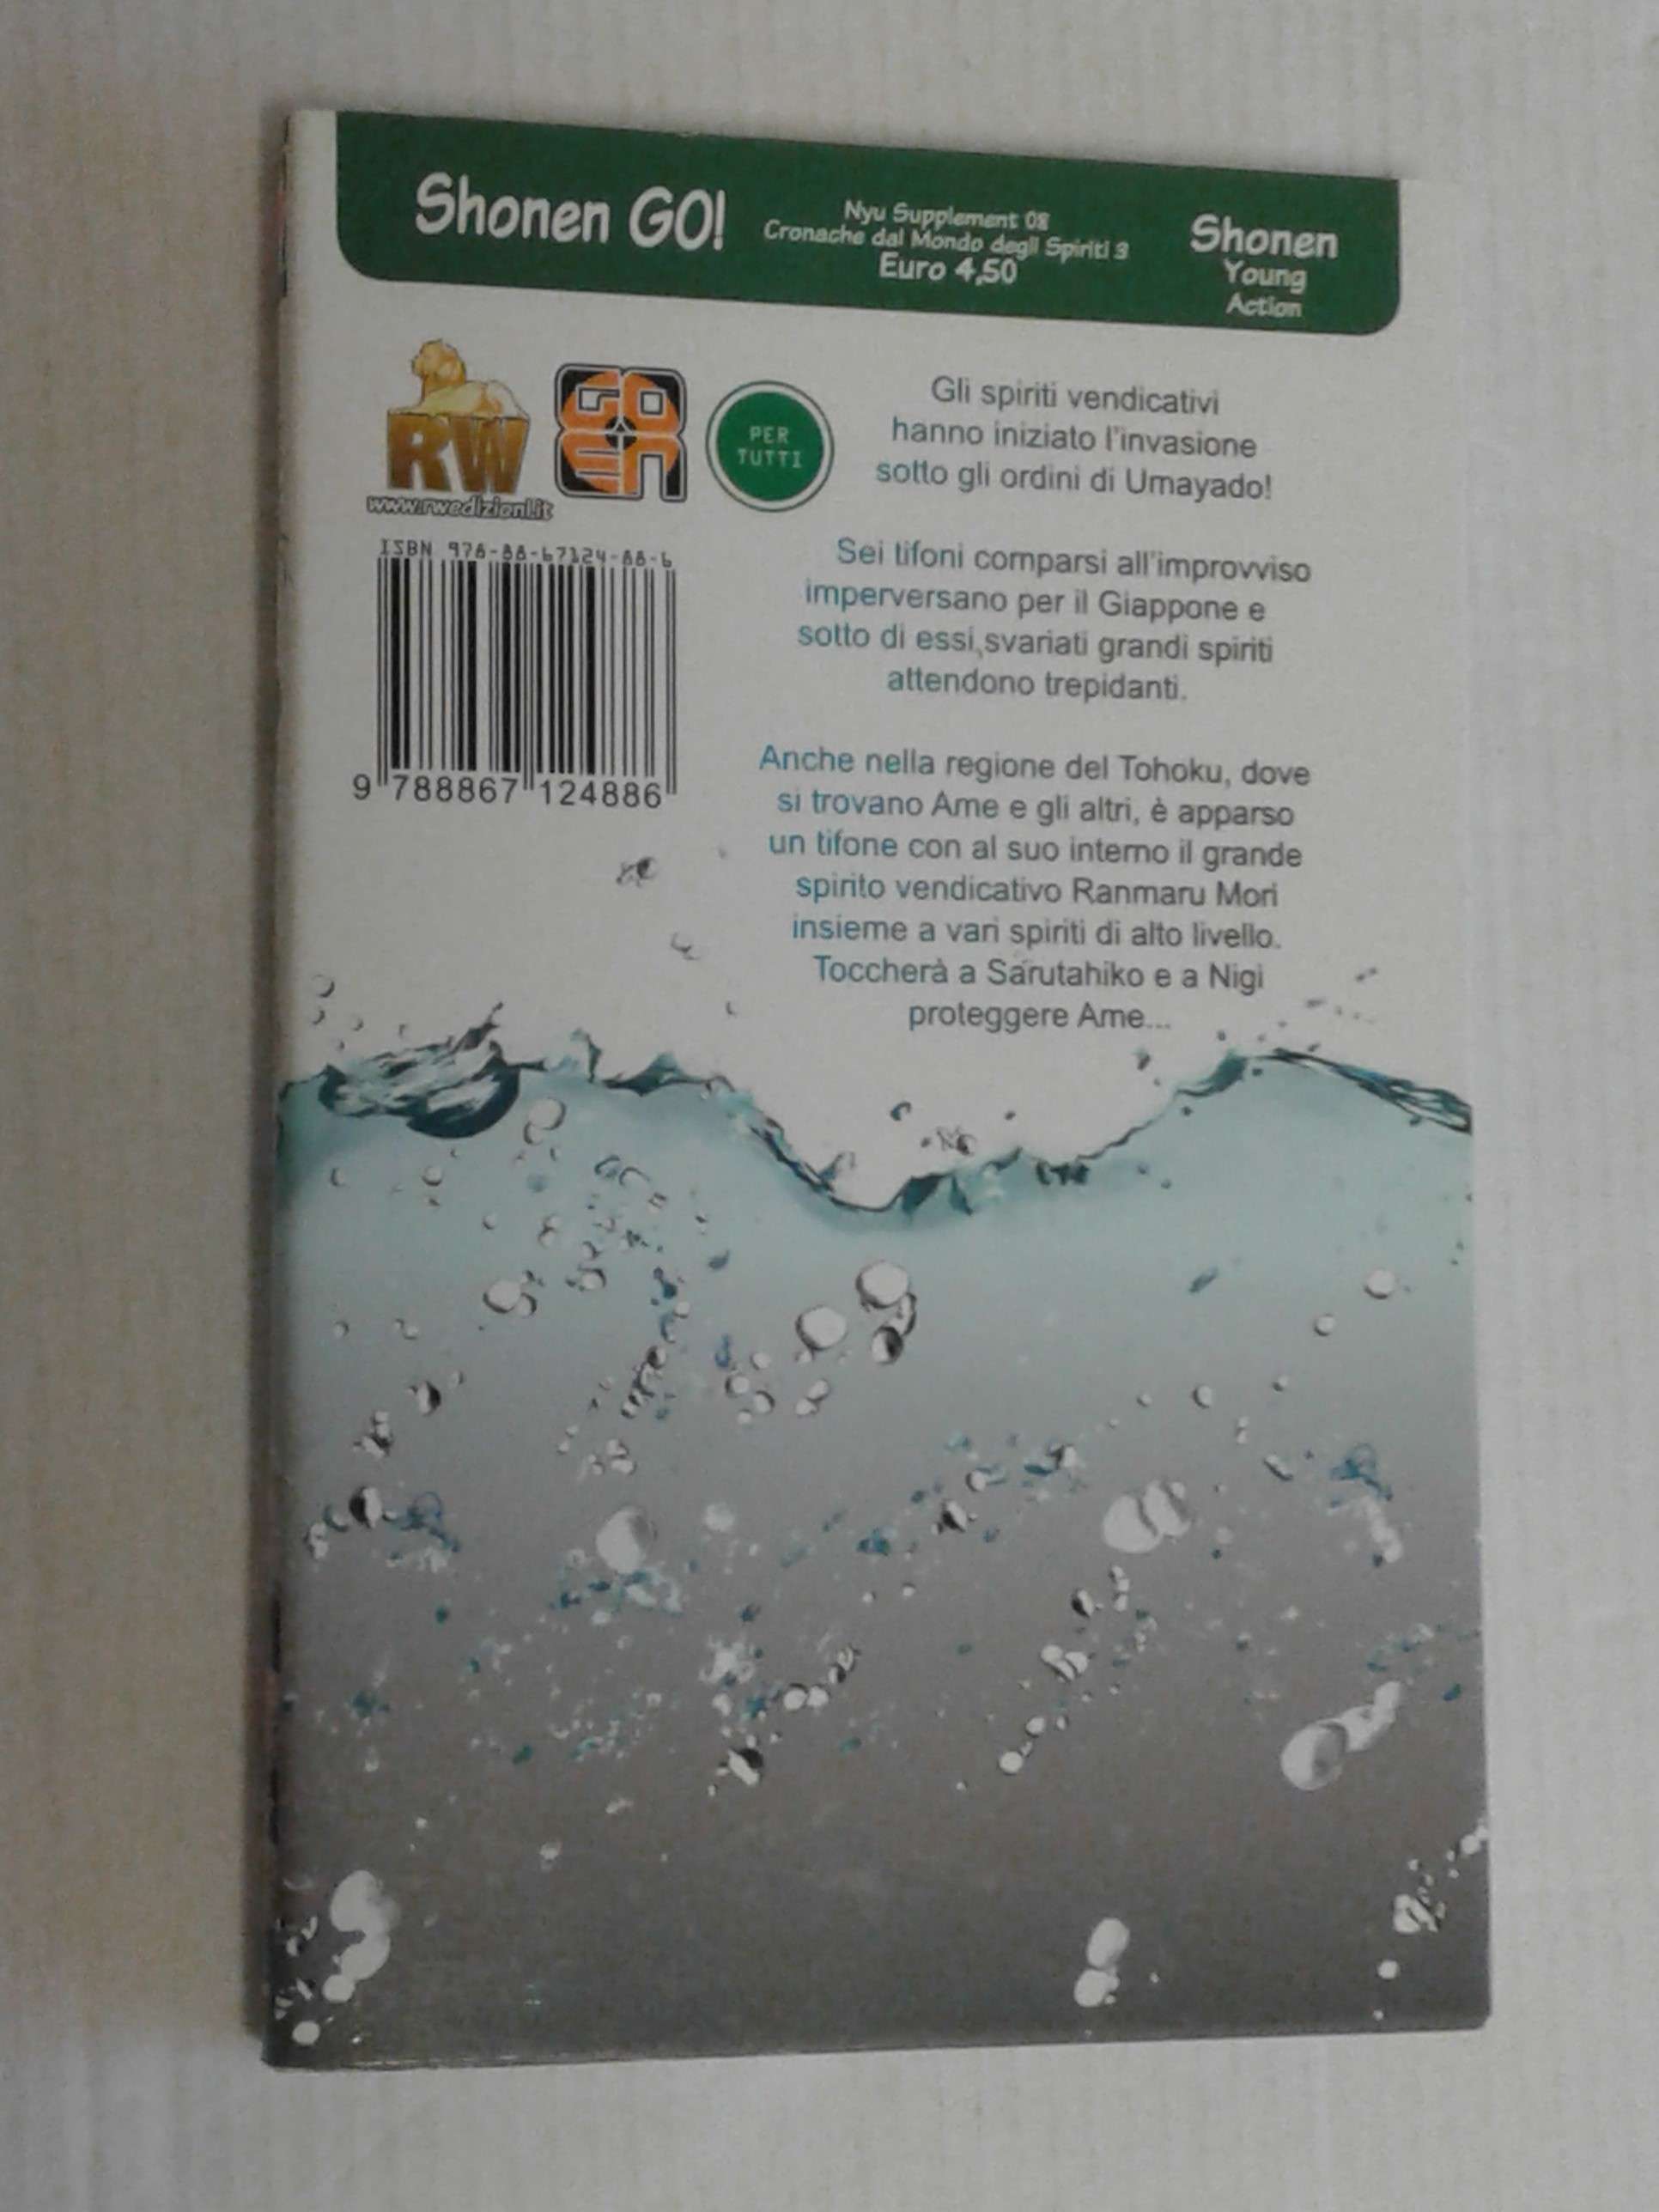 Shonen GO!
Nyu Supplement 08
Cronache dal Mondo degli Spiriti 3
Euro 4,50
Shonen
Young
Action
RW
www.rwedizioni.it
GOEN
PER
TUTTI
ISBN 978-88-67124-88-6
9 788867 124886
Gli spiriti vendicativi
hanno iniziato l'invasione
sotto gli ordini di Umayado!
Sei tifoni comparsi all'improvviso
imperversano per il Giappone e
sotto di essi,svariati grandi spiriti
attendono trepidanti.
Anche nella regione del Tohoku, dove
si trovano Ame e gli altri, è apparso
un tifone con al suo interno il grande
spirito vendicativo Ranmaru Mori
insieme a vari spiriti di alto livello.
Toccherà a Sarutahiko e a Nigi
proteggere Ame...